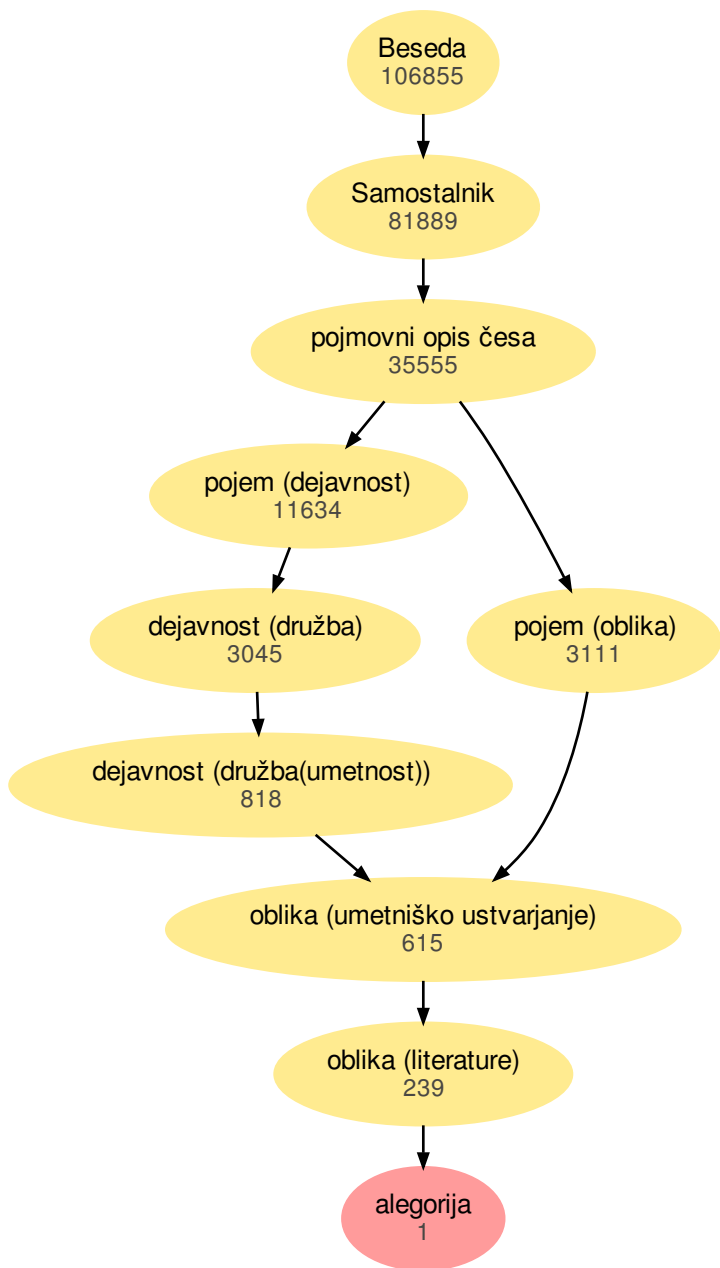 Beseda
106855
Samostalnik
81889
pojmovni opis česa
35555
pojem (dejavnost)
11634
dejavnost (družba)
3045
pojem (oblika)
3111
dejavnost (družba(umetnost))
818
oblika (umetniško ustvarjanje)
615
oblika (literature)
239
alegorija
1